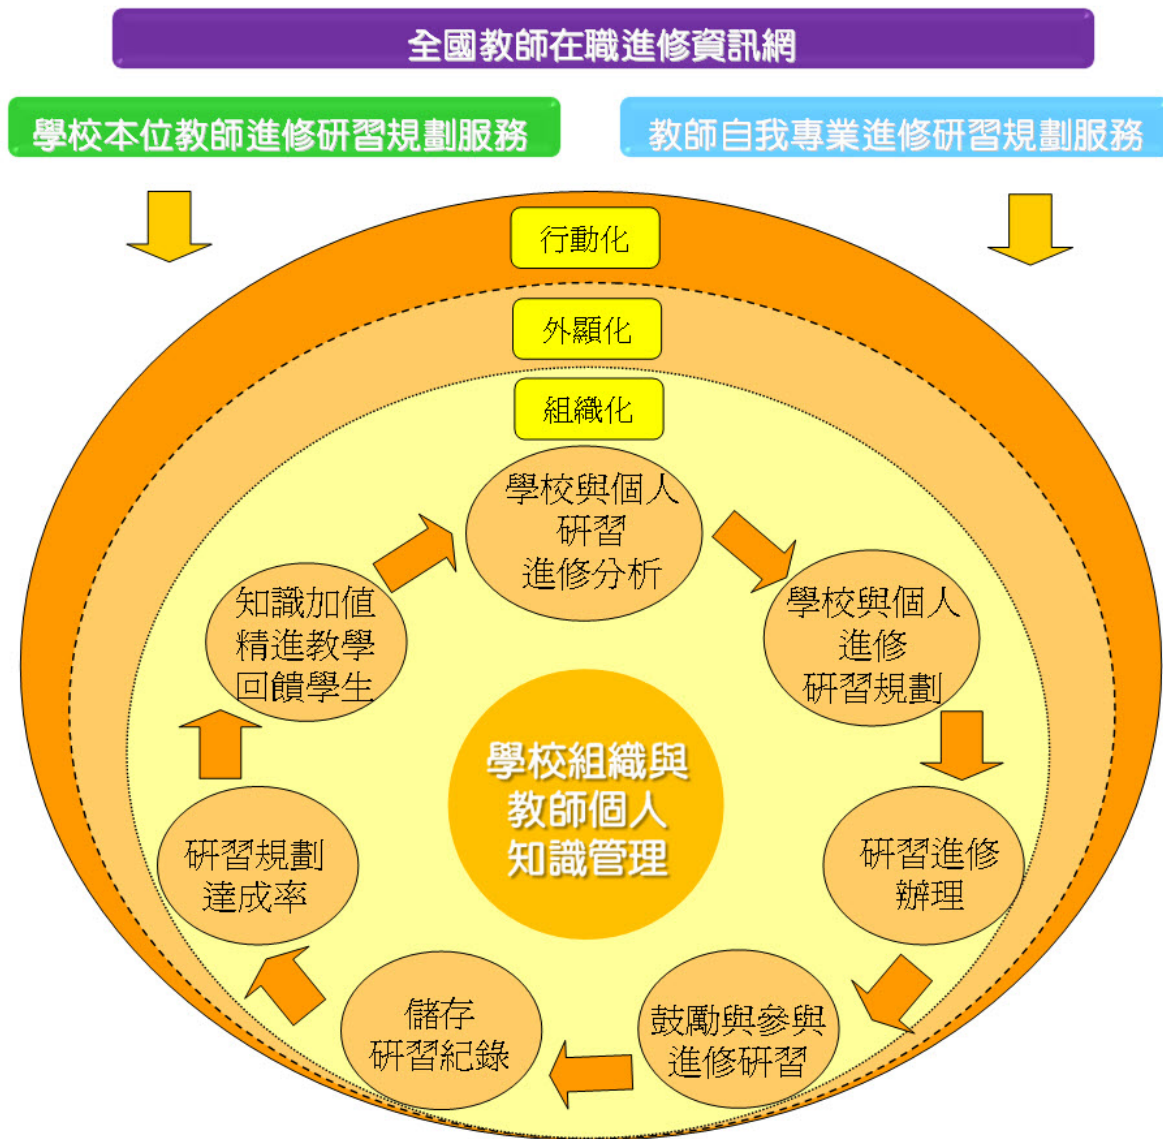 全國教師在職進修資訊網
學校本位教師進修研習規劃服務
教師自我專業進修研習規劃服務
行動化
外顯化
組織化
學校與個人
研習
進修分析
學校與個人
進修
研習規劃
研習進修
辦理
鼓勵與參與
進修研習
儲存
研習紀錄
研習規劃
達成率
知識加值
精進教學
回饋學生
學校組織與
教師個人
知識管理